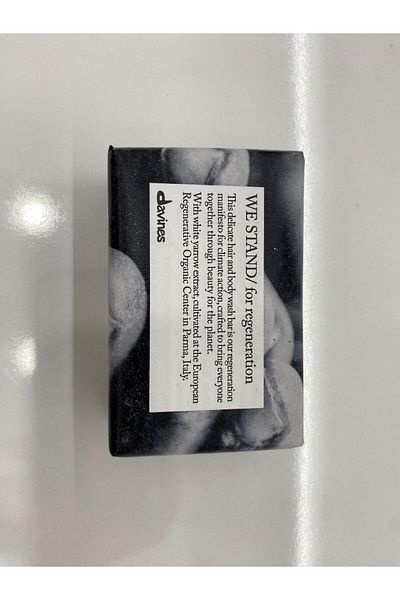 WE STAND/ for regeneration
This delicate hair and body wash bar is our regeneration
manifesto for climate action, crafted to bring everyone
together through beauty for the planet.
With white yarrow extract, cultivated at the European
Regenerative Organic Center in Parma, Italy.
davines